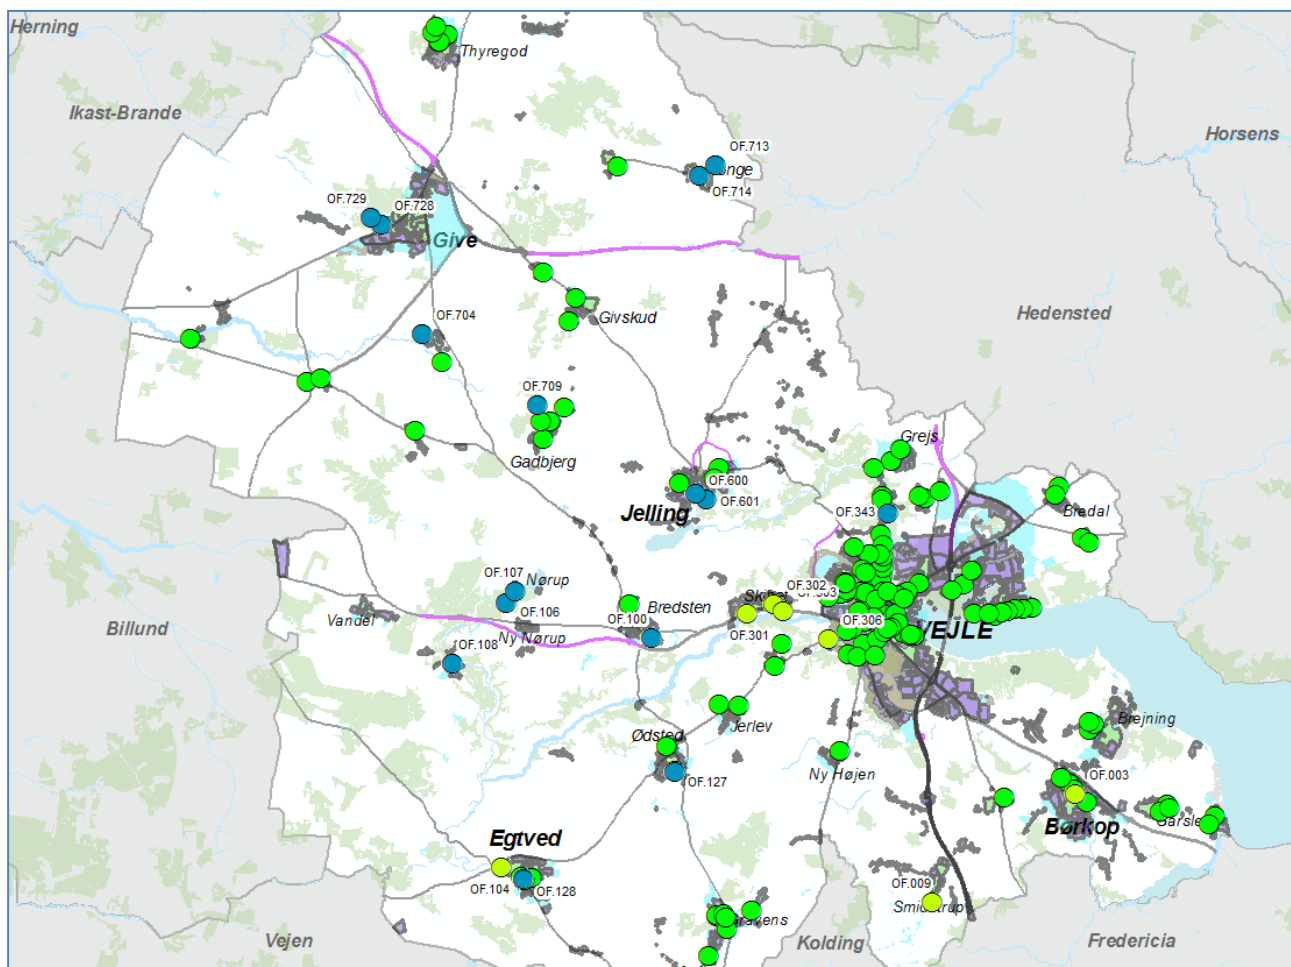 Herning
Thyregod
Ikast-Brande
Horsens
OF.713
OF.714
OF.729
OF.728
Give
Givskud
Hedensted
OF.704
OF.709
Gadbjerg
Grejs
OF.600
OF.601
Jelling
OF.343
Bredal
OF.107
Nørup
OF.106
OF.302
OF.100
Bredsten
Vandel
Ny Nørup
OF.301
OF.306
VEJLE
Billund
OF.108
Jerlev
Ødsted
Brejning
OF.127
Ny Højen
OF.003
Børkop
Egtved
OF.104
OF.128
OF.009
Vejen
Kolding
Fredericia